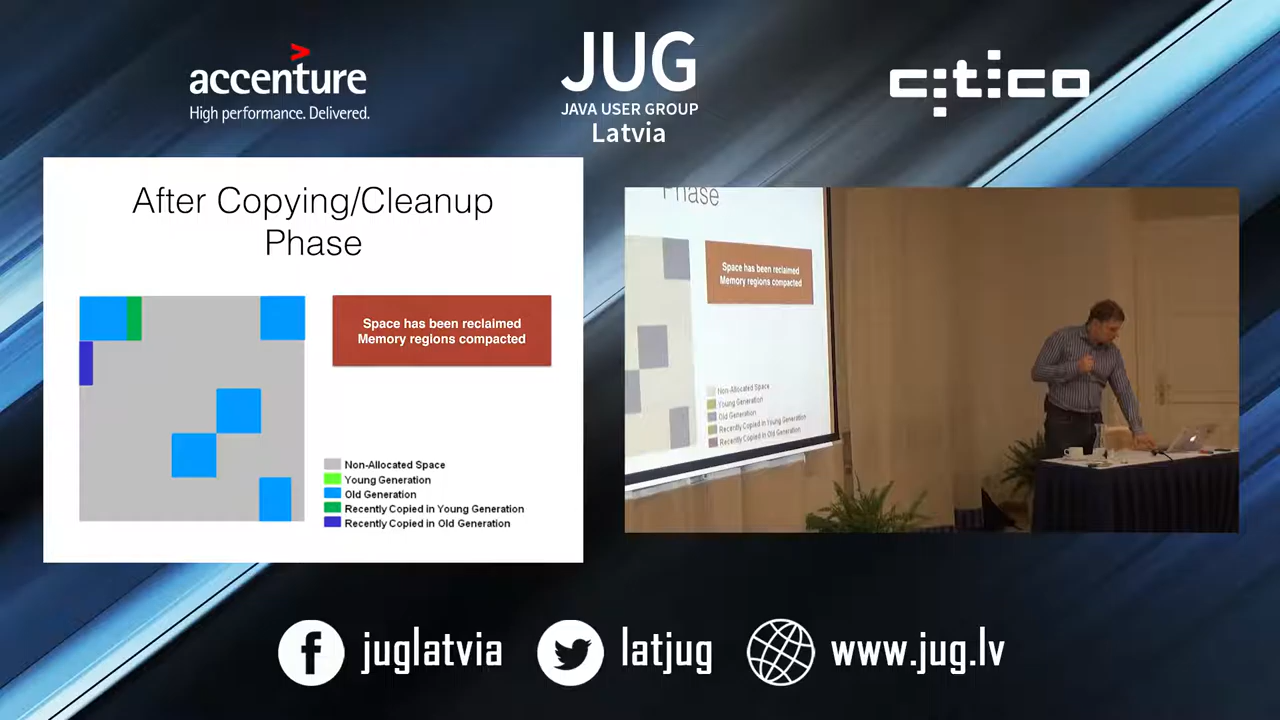 accenture
High performance. Delivered.
JUG
JAVA USER GROUP
Latvia
citico
After Copying/Cleanup
Phase
Space has been reclaimed
Memory regions compacted
Non-Allocated Space
Young Generation
Old Generation
Recently Copied in Young Generation
Recently Copied in Old Generation
Phase
Space has been reclaimed
Memory regions compacted
Non-Allocated Space
Young Generation
Old Generation
Recently Copied in Young Generation
Recently Copied in Old Generation
juglatvia
latjug
www.jug.lv